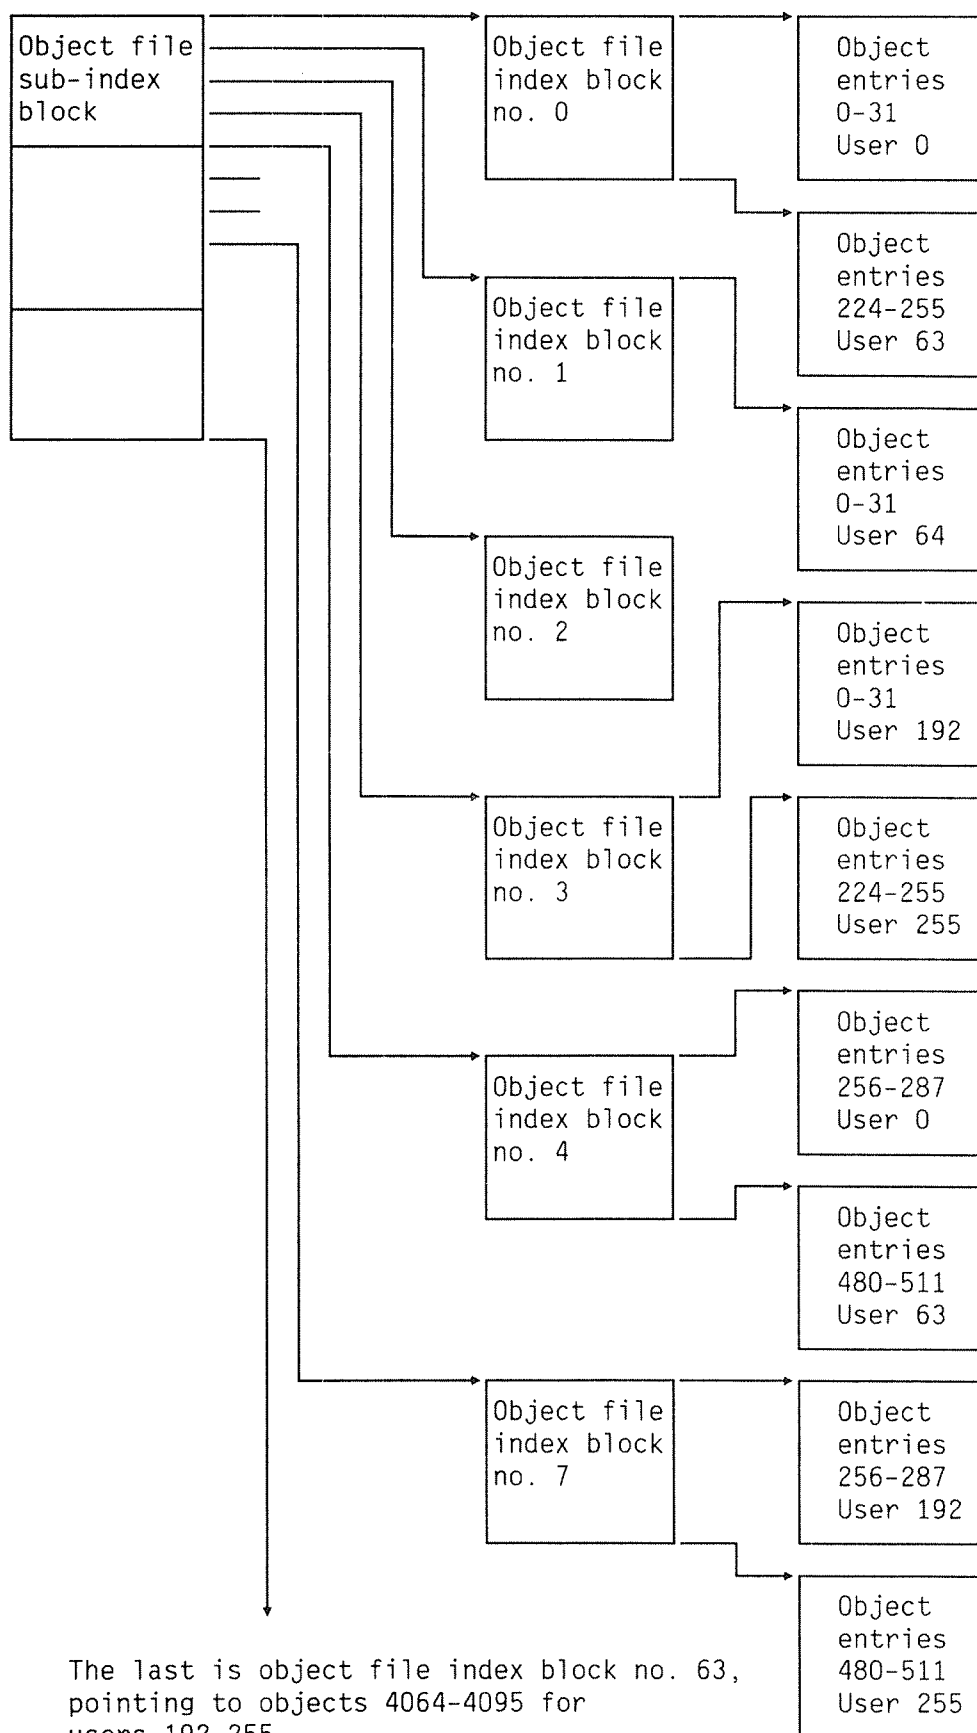 Object file
sub-index
block
Object file
index block
no. 0
Object
entries
0-31
User 0
Object
entries
224-255
User 63
Object file
index block
no. 1
Object
entries
0-31
User 64
Object file
index block
no. 2
Object
entries
0-31
User 192
Object file
index block
no. 3
Object
entries
224-255
User 255
Object
entries
256-287
User 0
Object file
index block
no. 4
Object
entries
480-511
User 63
Object file
index block
no. 7
Object
entries
256-287
User 192
Object
entries
480-511
User 255
The last is object file index block no. 63,
pointing to objects 4064-4095 for
users 192-255